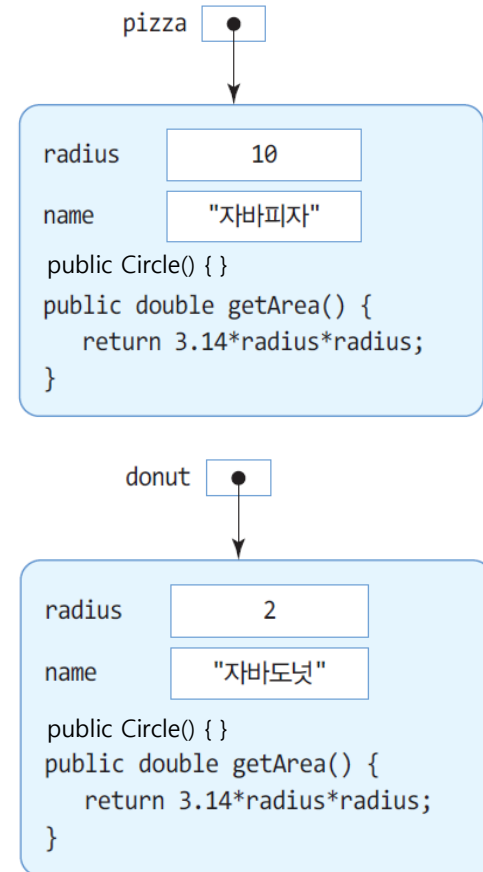 pizza
radius 10
name "자바피자"
public Circle() { }
public double getArea() {
return 3.14*radius*radius;
}
donut
radius 2
name "자바도넛"
public Circle() { }
public double getArea() {
return 3.14*radius*radius;
}